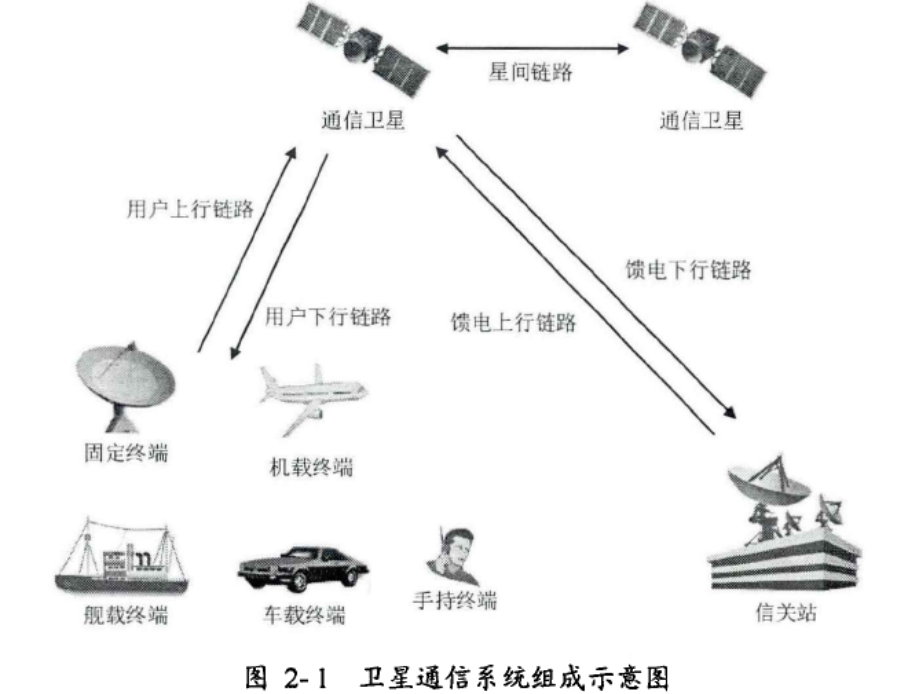 星间链路
通信卫星
通信卫星
用户上行链路
用户下行链路
馈电上行链路
馈电下行链路
固定终端
机载终端
舰载终端
车载终端
手持终端
信关站
图 2-1 卫星通信系统组成示意图